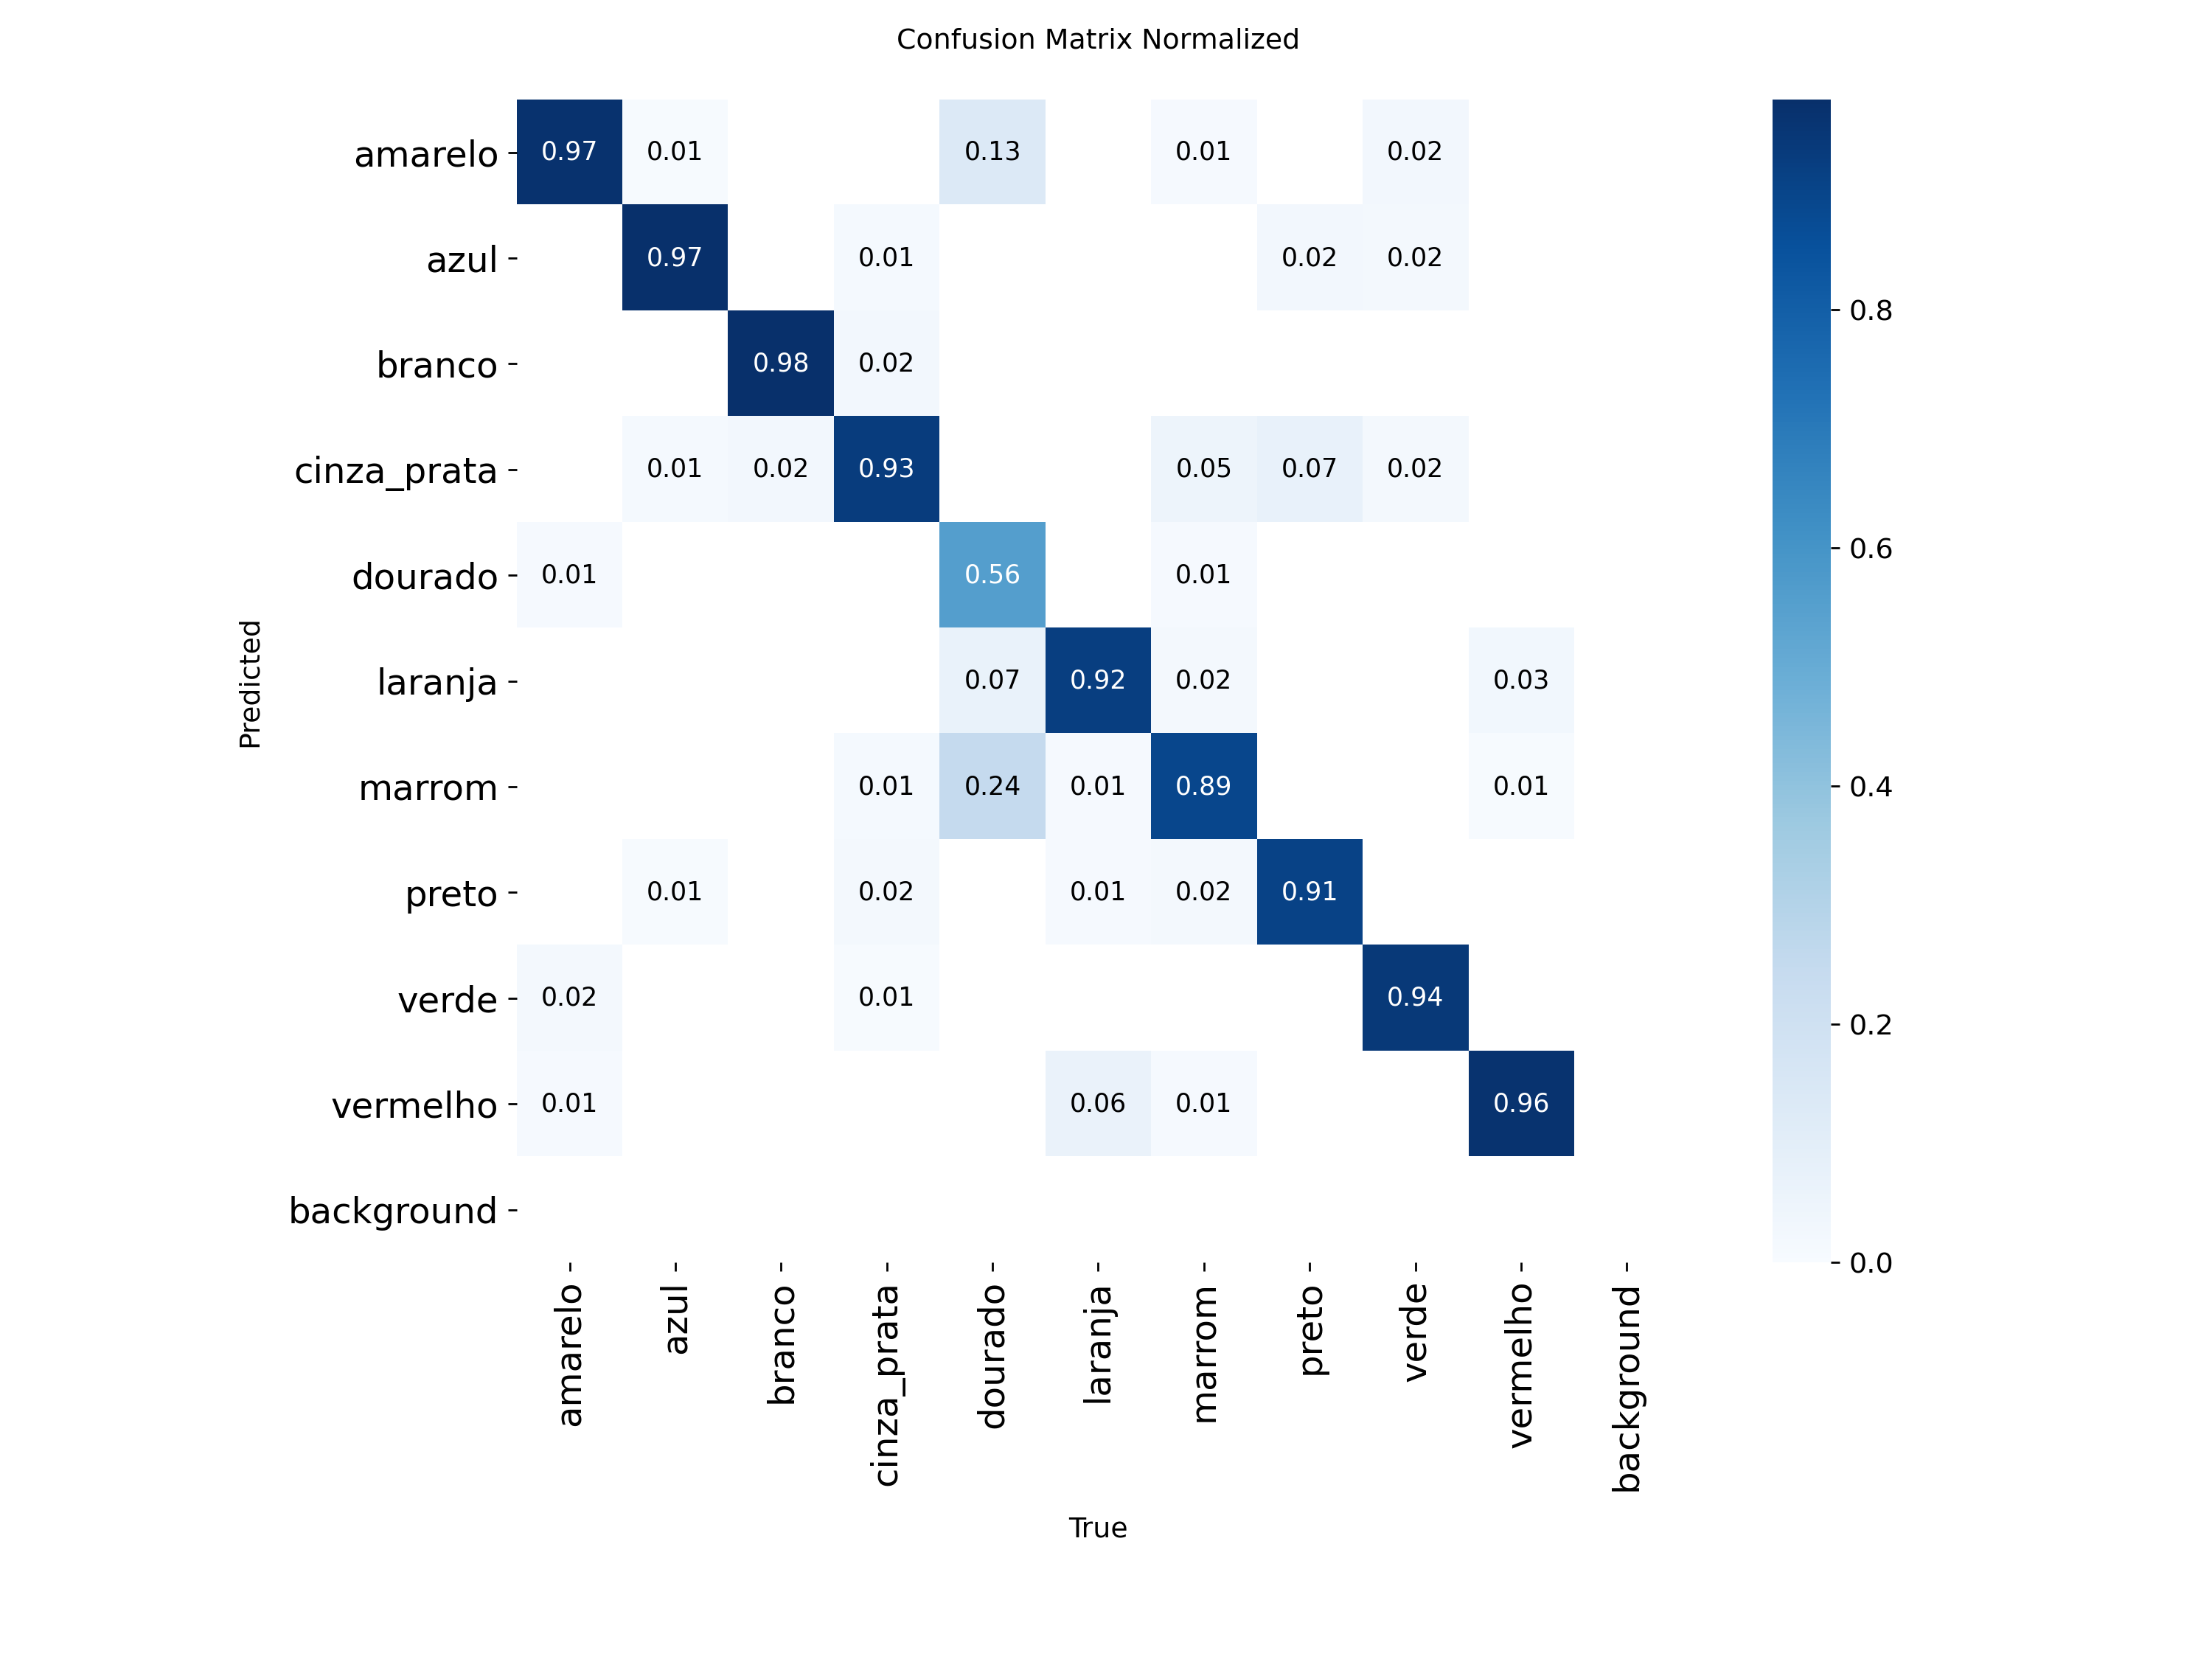 Confusion Matrix Normalized
amarelo 0.97 0.01 0.13 0.01 0.02
azul 0.97 0.01 0.02 0.02
0.8
branco 0.98 0.02
cinza_prata 0.01 0.02 0.93 0.05 0.07 0.02
0.6
dourado 0.01 0.56 0.01
Predicted
laranja 0.07 0.92 0.02 0.03
0.4
marrom 0.01 0.24 0.01 0.89 0.01
preto 0.01 0.02 0.01 0.02 0.91
verde 0.02 0.01 0.94
0.2
vermelho 0.01 0.06 0.01 0.96
background
0.0
amarelo
azul
branco
cinza_prata
dourado
laranja
marrom
preto
verde
vermelho
background
True